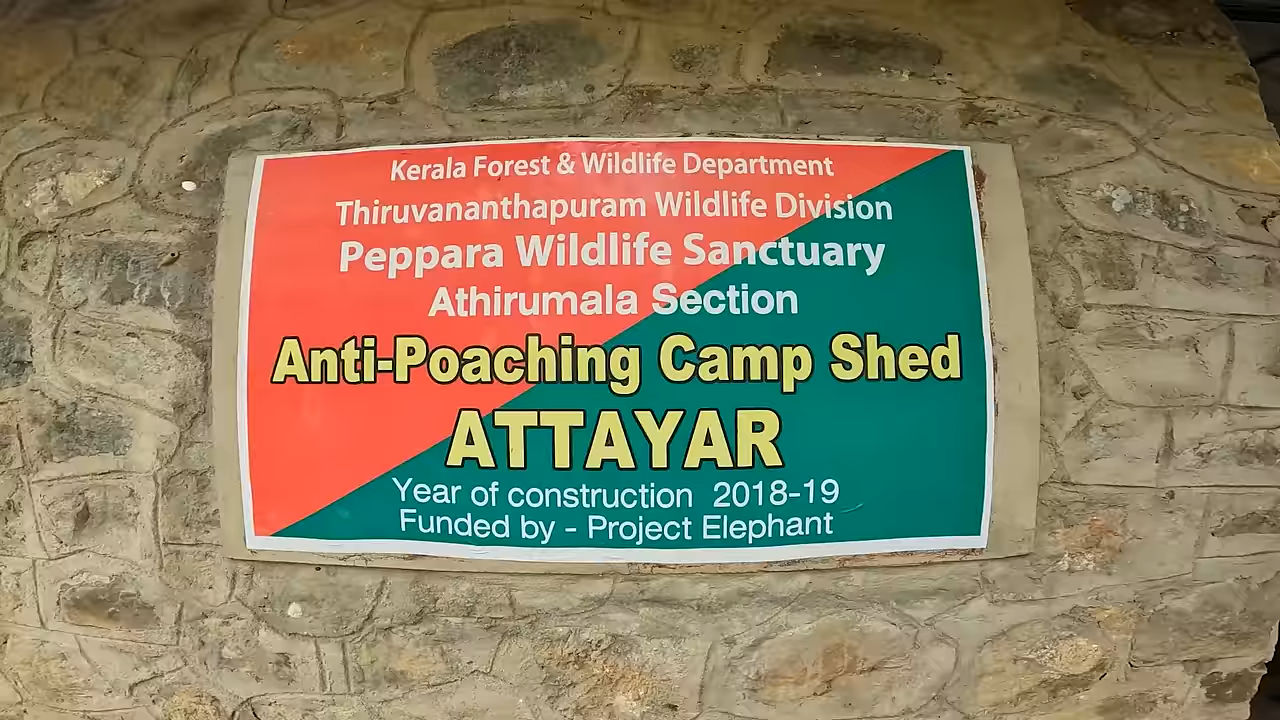 Kerala Forest & Wildlife Department
Thiruvananthapuram Wildlife Division
Peppara Wildlife Sanctuary
Athirumala Section
Anti-Poaching Camp Shed
ATTAYAR
Year of construction 2018-19
Funded by - Project Elephant